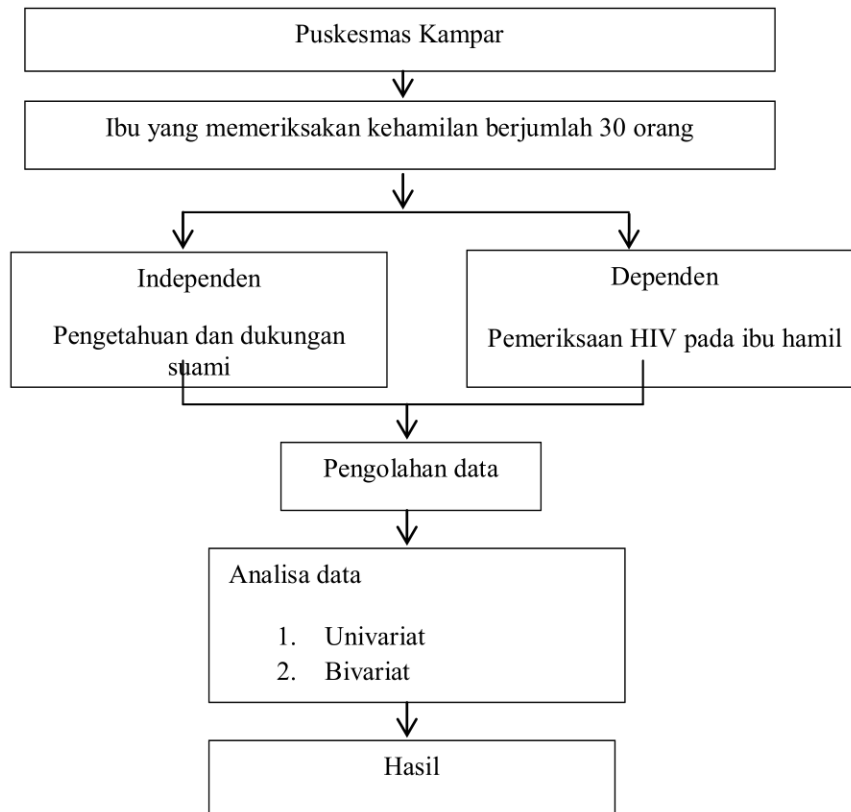 Puskesmas Kampar
Ibu yang memeriksakan kehamilan berjumlah 30 orang
Independen
Pengetahuan dan dukungan
suami
Dependen
Pemeriksaan HIV pada ibu hamil
Pengolahan data
Analisa data
1. Univariat
2. Bivariat
Hasil